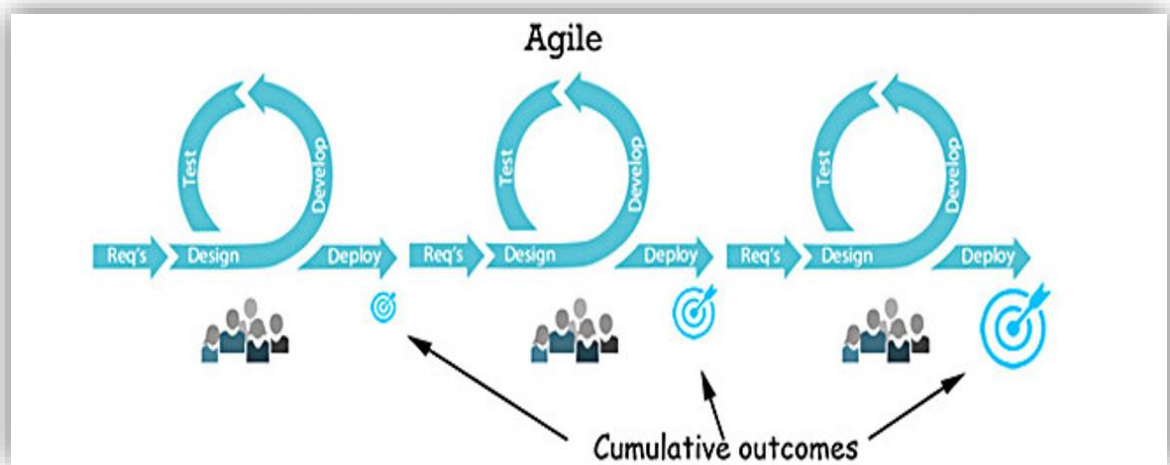 Agile
Test
Develop
Req's
Design
Deploy
Test
Develop
Req's
Design
Deploy
Test
Develop
Req's
Design
Deploy
Cumulative outcomes